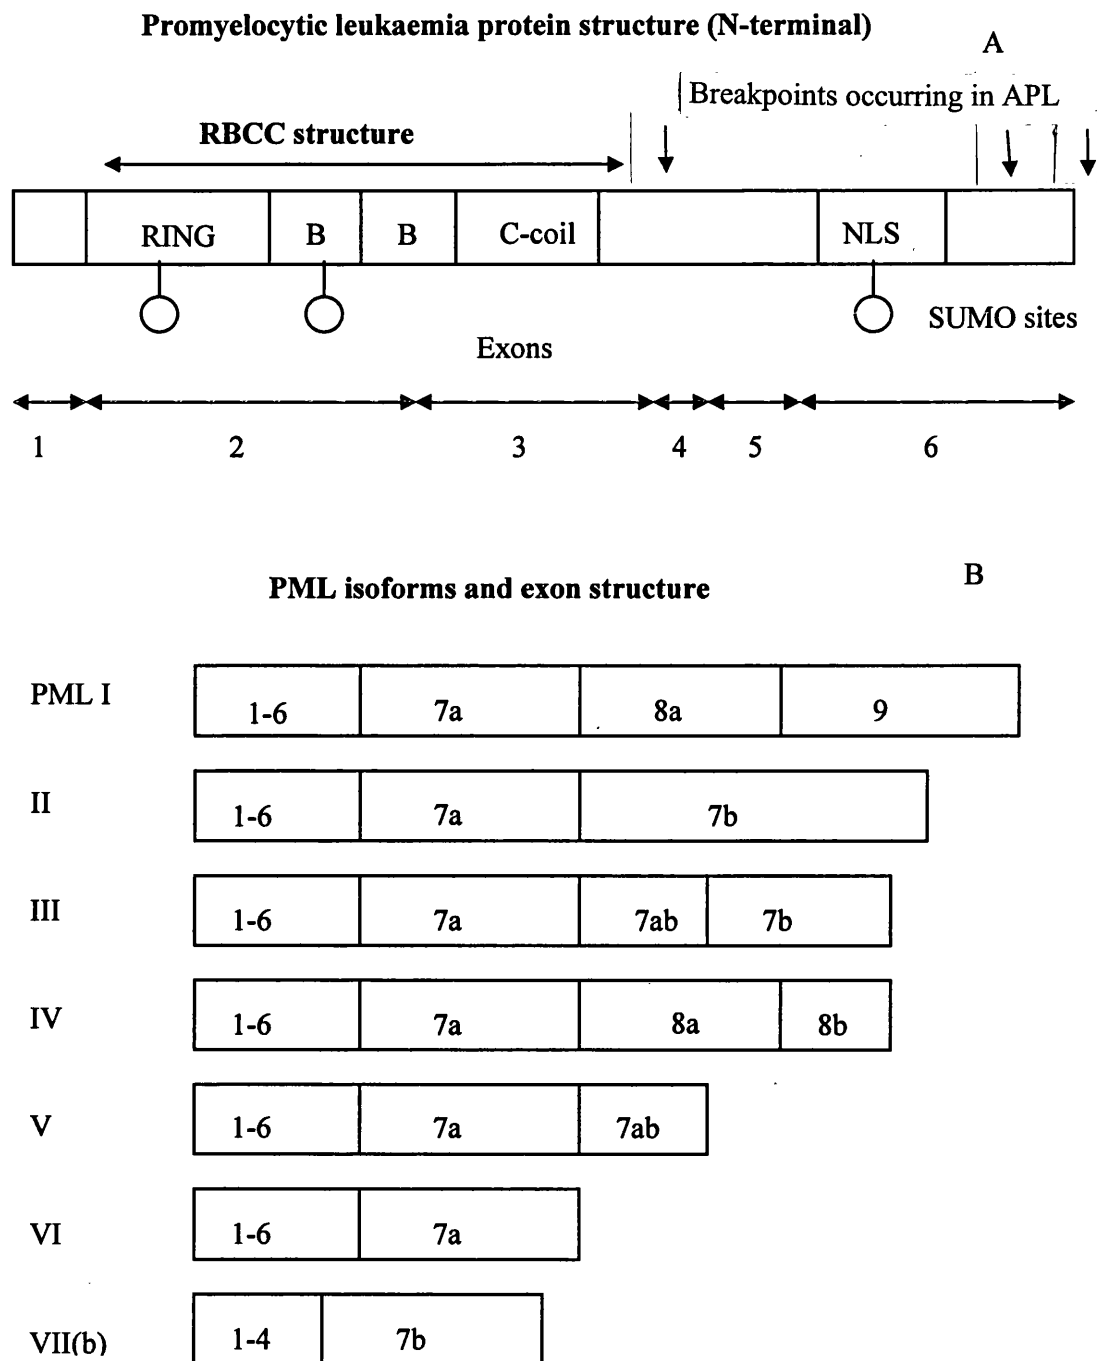 Promyelocytic leukaemia protein structure (N-terminal)
A
Breakpoints occurring in APL
RBCC structure
RING B B C-coil NLS
SUMO sites
Exons
1 2 3 4 5 6
PML isoforms and exon structure
B
PML I 1-6 7a 8a 9
II 1-6 7a 7b
III 1-6 7a 7ab 7b
IV 1-6 7a 8a 8b
V 1-6 7a 7ab
VI 1-6 7a
VII(b) 1-4 7b